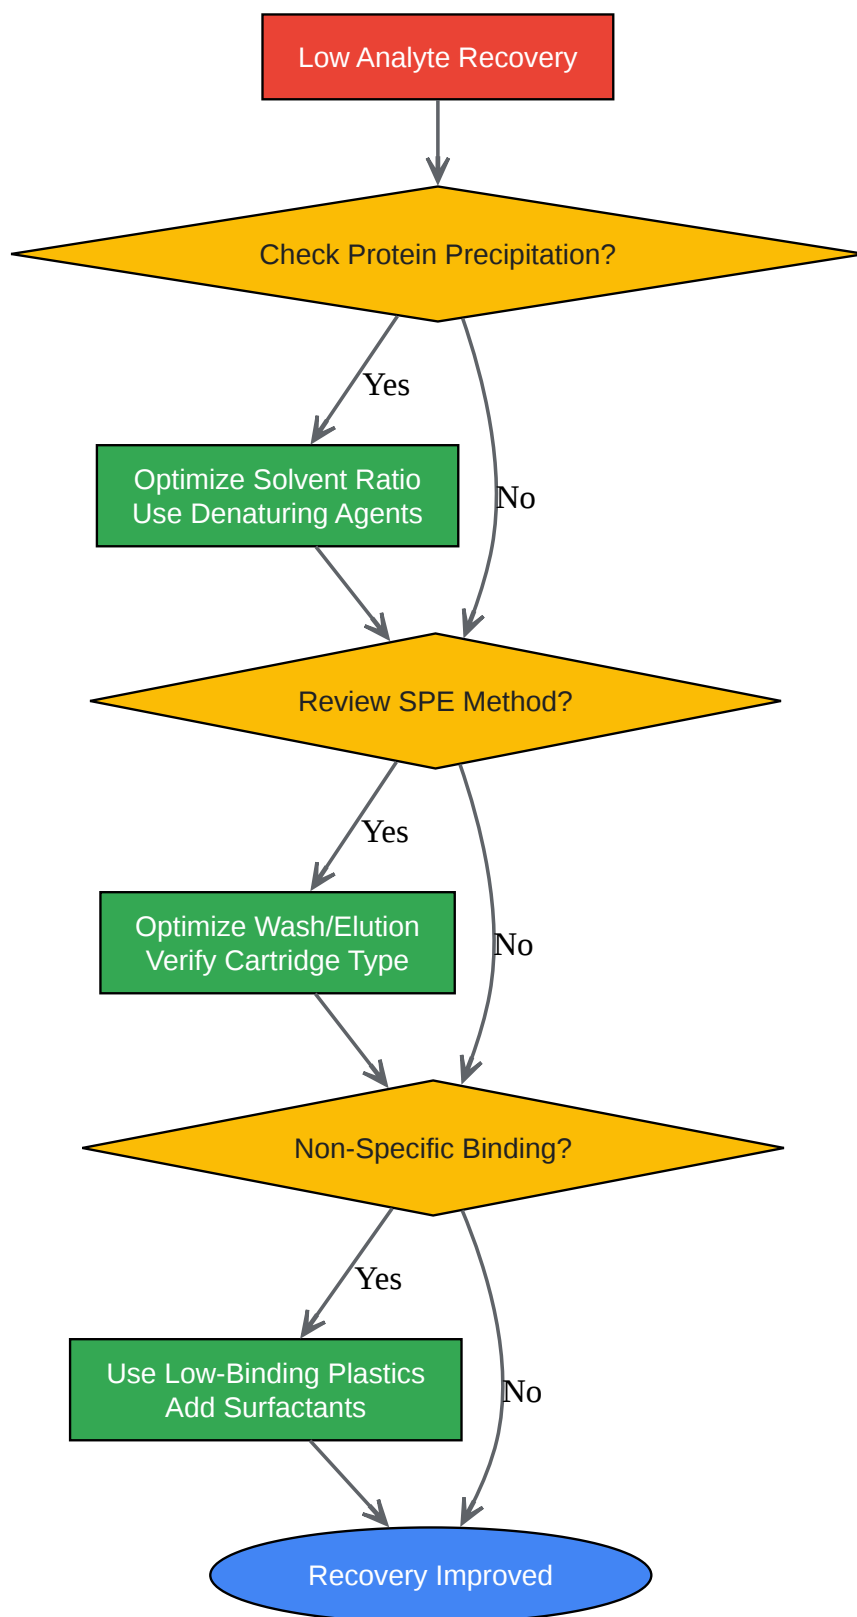 Low Analyte Recovery
Check Protein Precipitation?
Yes
Optimize Solvent Ratio
Use Denaturing Agents
No
Review SPE Method?
Yes
Optimize Wash/Elution
Verify Cartridge Type
No
Non-Specific Binding?
Yes
Use Low-Binding Plastics
Add Surfactants
No
Recovery Improved